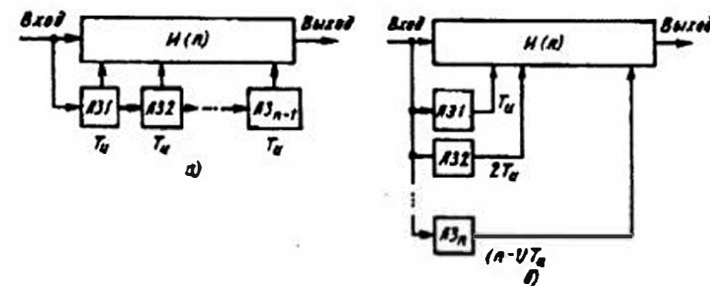 Вход
И(n)
Выход
ЛЗ1
ЛЗ2
ЛЗn-1
Tи
Tи
Tи
а)
Вход
И(n)
Выход
ЛЗ1
Tи
ЛЗ2
2Tи
ЛЗn
(n-1)Tи
б)